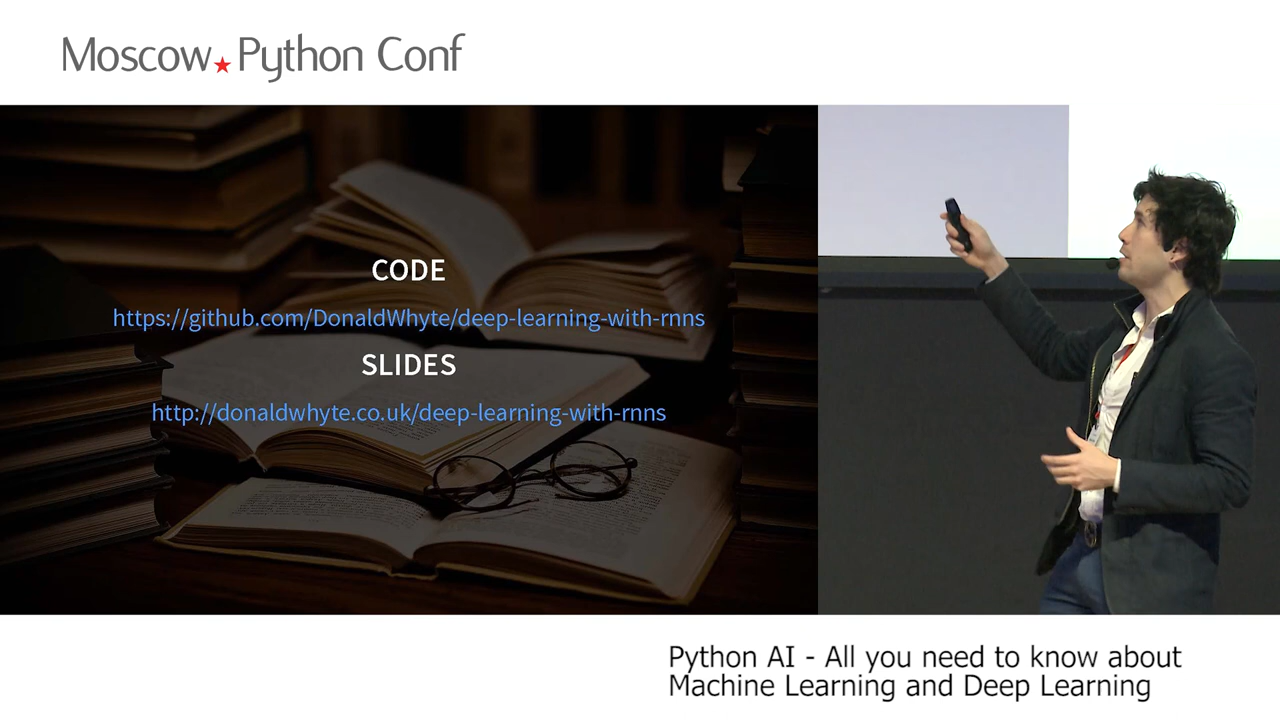 Moscow★Python Conf
CODE
https://github.com/DonaldWhyte/deep-learning-with-rnns
SLIDES
http://donaldwhyte.co.uk/deep-learning-with-rnns
Python AI - All you need to know about
Machine Learning and Deep Learning